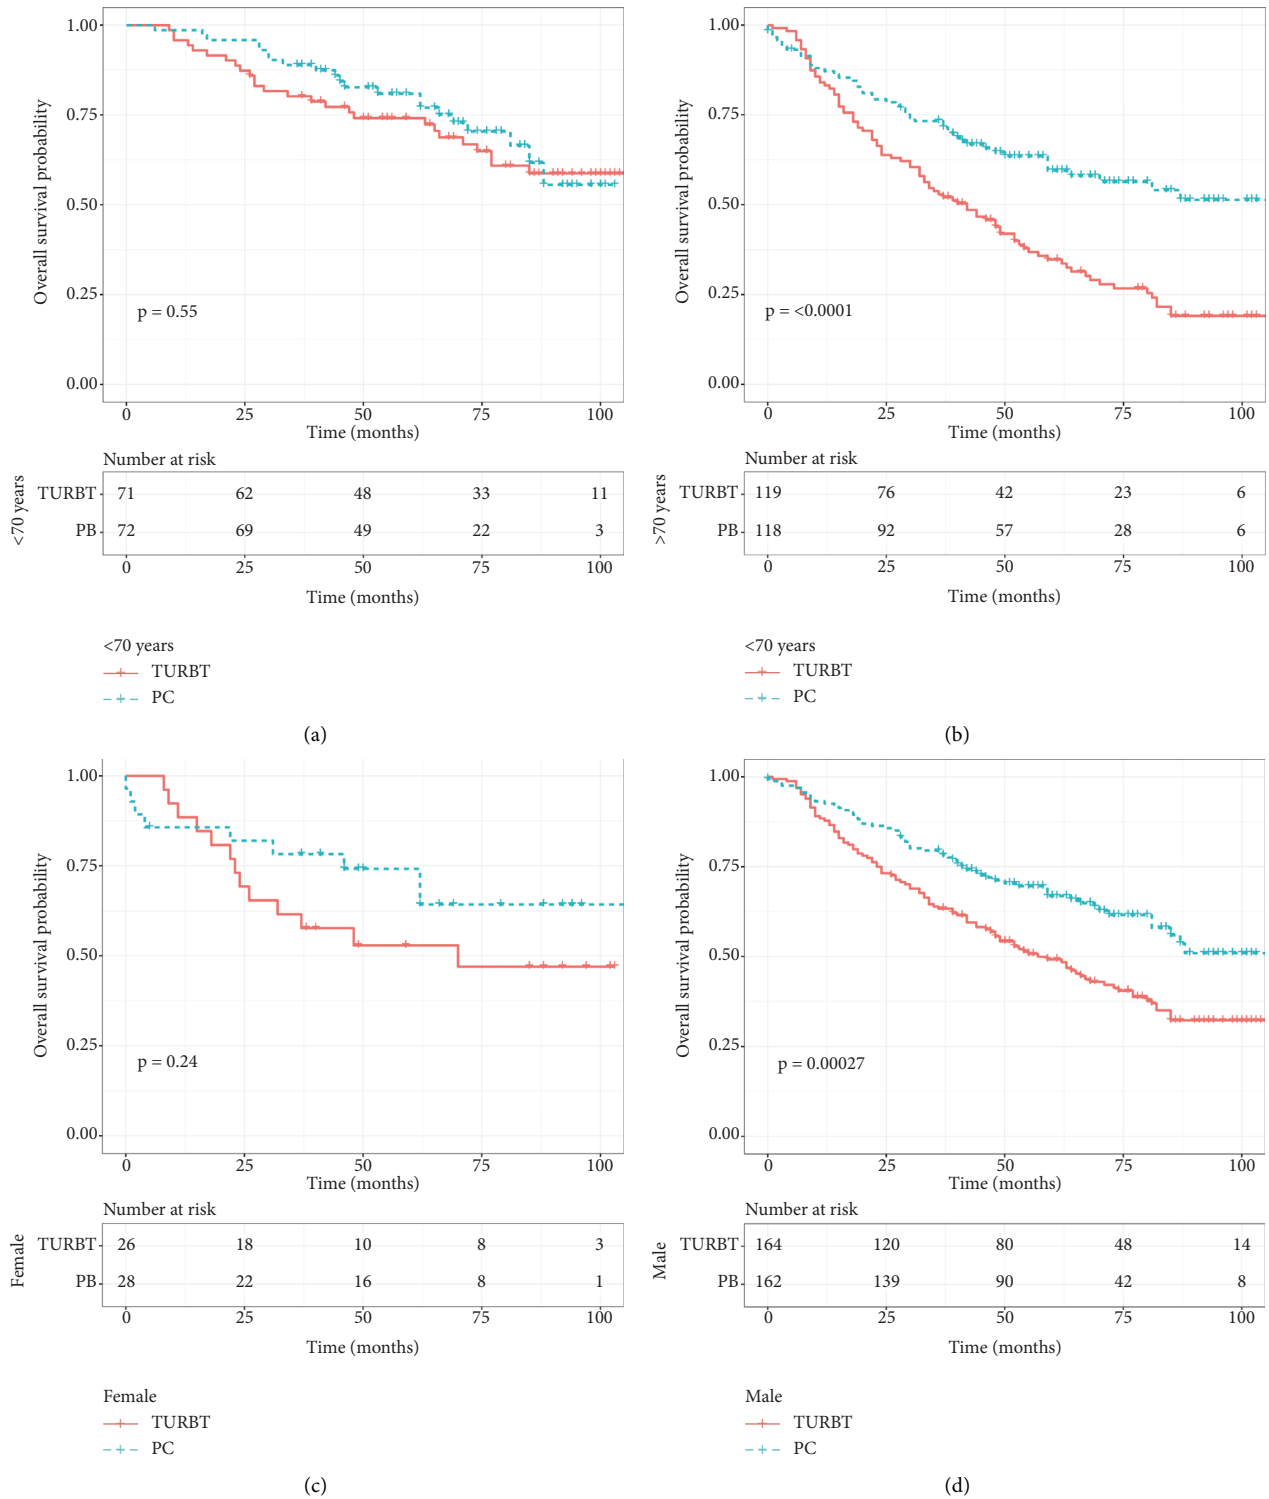 1.00
0.75
0.50
0.25
0.00
Overall survival probability
p = 0.55
0 25 50 75 100
Time (months)
Number at risk
<70 years
TURBT 71 62 48 33 11
PB 72 69 49 22 3
0 25 50 75 100
Time (months)
<70 years
TURBT
PC
(a)
1.00
0.75
0.50
0.25
0.00
Overall survival probability
p = <0.0001
0 25 50 75 100
Time (months)
Number at risk
>70 years
TURBT 119 76 42 23 6
PB 118 92 57 28 6
0 25 50 75 100
Time (months)
<70 years
TURBT
PC
(b)
1.00
0.75
0.50
0.25
0.00
Overall survival probability
p = 0.24
0 25 50 75 100
Time (months)
Number at risk
Female
TURBT 26 18 10 8 3
PB 28 22 16 8 1
0 25 50 75 100
Time (months)
Female
TURBT
PC
(c)
1.00
0.75
0.50
0.25
0.00
Overall survival probability
p = 0.00027
0 25 50 75 100
Time (months)
Number at risk
Male
TURBT 164 120 80 48 14
PB 162 139 90 42 8
0 25 50 75 100
Time (months)
Male
TURBT
PC
(d)